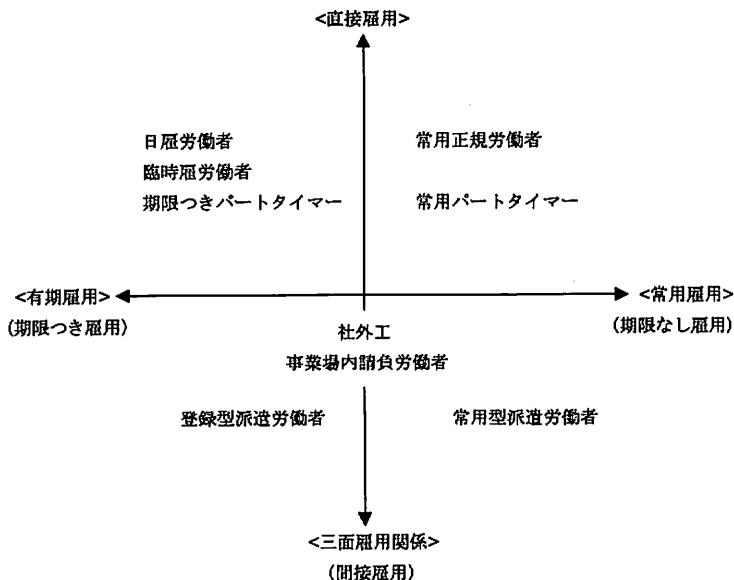 <直接雇用>
日雇労働者
臨時雇労働者
期限つきパートタイマー
常用正規労働者
常用パートタイマー
<有期雇用>
(期限つき雇用)
<常用雇用>
(期限なし雇用)
社外工
事業場内請負労働者
登録型派遣労働者
常用型派遣労働者
<三面雇用関係>
(間接雇用)